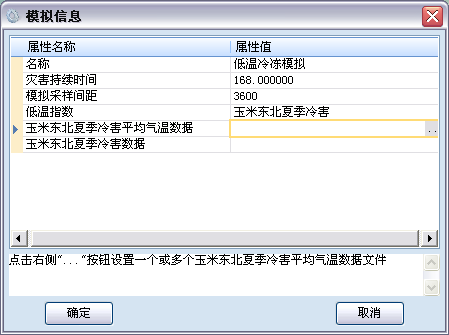 模拟信息
属性名称 属性值
名称 低温冷冻模拟
灾害持续时间 168.000000
模拟采样间距 3600
低温指数 玉米东北夏季冷害
玉米东北夏季冷害平均气温数据 ..
玉米东北夏季冷害数据
点击右侧“...“按钮设置一个或多个玉米东北夏季冷害平均气温数据文件
确定 取消